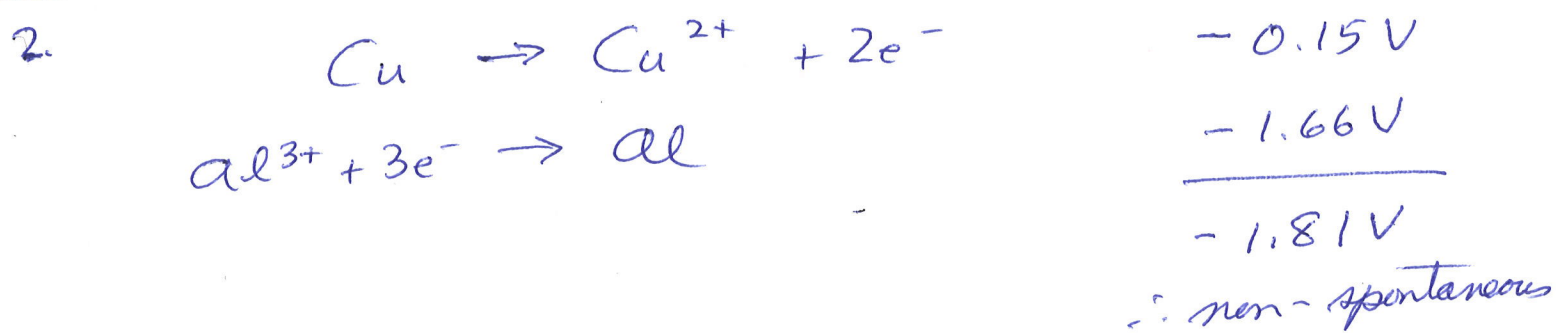 2. Cu → Cu²⁺ + 2e⁻ - 0.15 V
Al³⁺ + 3e⁻ → Al - 1.66 V
- 1.81 V
∴ non-spontaneous